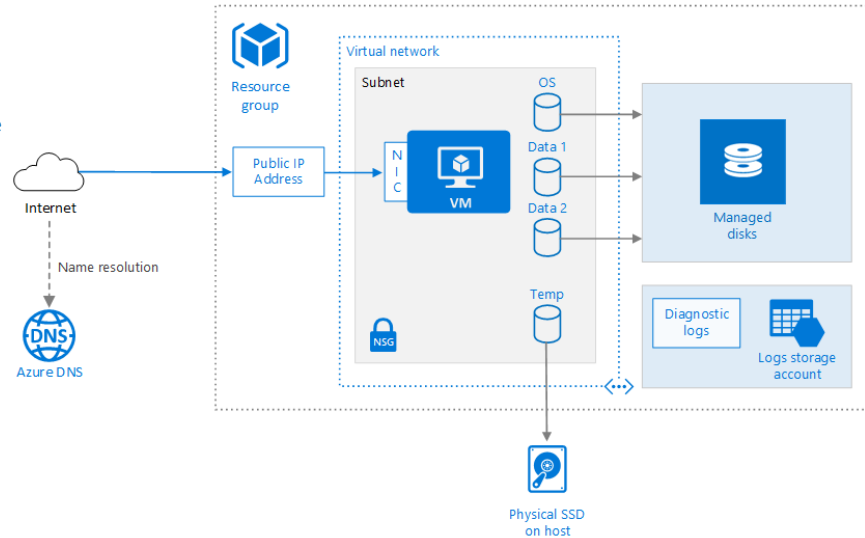 Resource
group
Virtual network
Subnet
OS
Data 1
Data 2
Temp
Public IP
Address
N
I
C
VM
NSG
Internet
Name resolution
DNS
Azure DNS
Managed
disks
Diagnostic
logs
Logs storage
account
Physical SSD
on host